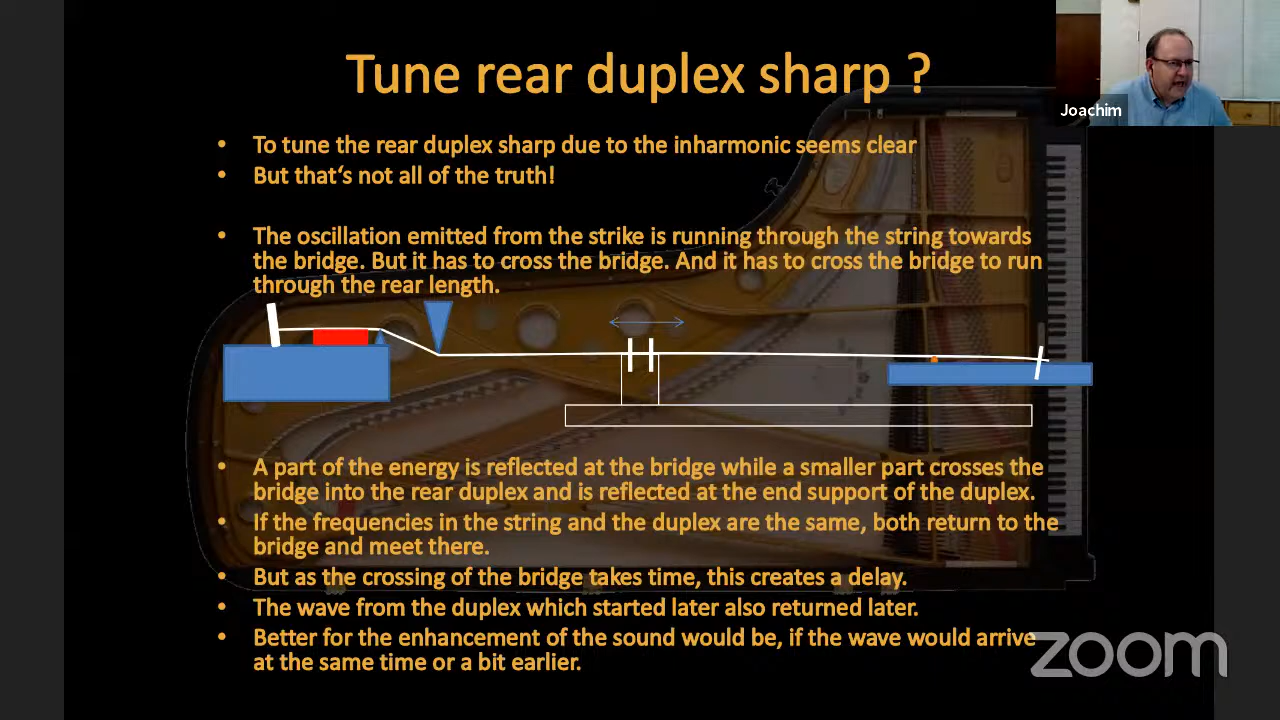 Tune rear duplex sharp ?
Joachim
• To tune the rear duplex sharp due to the inharmonic seems clear
• But that‘s not all of the truth!
• The oscillation emitted from the strike is running through the string towards
the bridge. But it has to cross the bridge. And it has to cross the bridge to run
through the rear length.
• A part of the energy is reflected at the bridge while a smaller part crosses the
bridge into the rear duplex and is reflected at the end support of the duplex.
• If the frequencies in the string and the duplex are the same, both return to the
bridge and meet there.
• But as the crossing of the bridge takes time, this creates a delay.
• The wave from the duplex which started later also returned later.
• Better for the enhancement of the sound would be, if the wave would arrive
at the same time or a bit earlier.
zoom